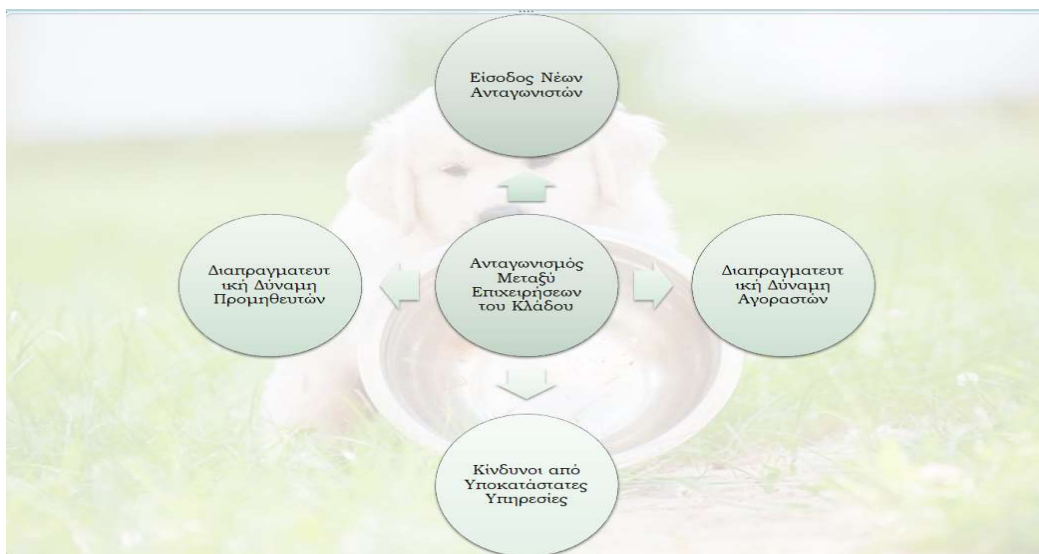 Είσοδος Νέων
Ανταγωνιστών
Διαπραγματευτ
ική Δύναμη
Προμηθευτών
Ανταγωνισμός
Μεταξύ
Επιχειρήσεων
του Κλάδου
Διαπραγματευτ
ική Δύναμη
Αγοραστών
Κίνδυνοι από
Υποκατάστατες
Υπηρεσίες